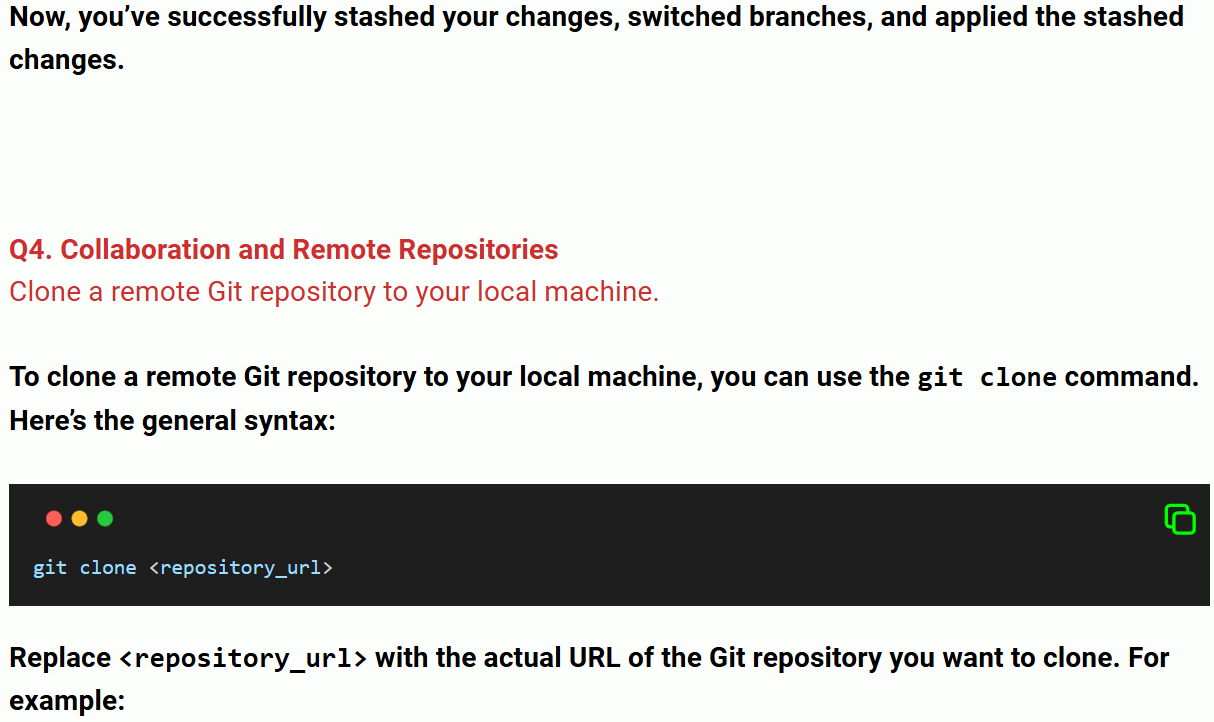 Now, you’ve successfully stashed your changes, switched branches, and applied the stashed
changes.
Q4. Collaboration and Remote Repositories
Clone a remote Git repository to your local machine.
To clone a remote Git repository to your local machine, you can use the git clone command.
Here’s the general syntax:
git clone <repository_url>
Replace <repository_url> with the actual URL of the Git repository you want to clone. For
example: